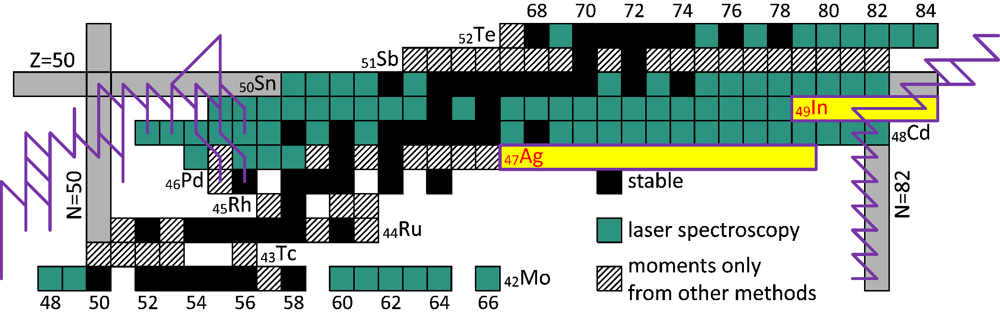 68 70 72 74 76 78 80 82 84
52Te
Z=50
51Sb
50Sn
49In
48Cd
47Ag
46Pd
stable
N=50
N=82
45Rh
44Ru
laser spectroscopy
43Tc
moments only
from other methods
42Mo
48 50 52 54 56 58 60 62 64 66